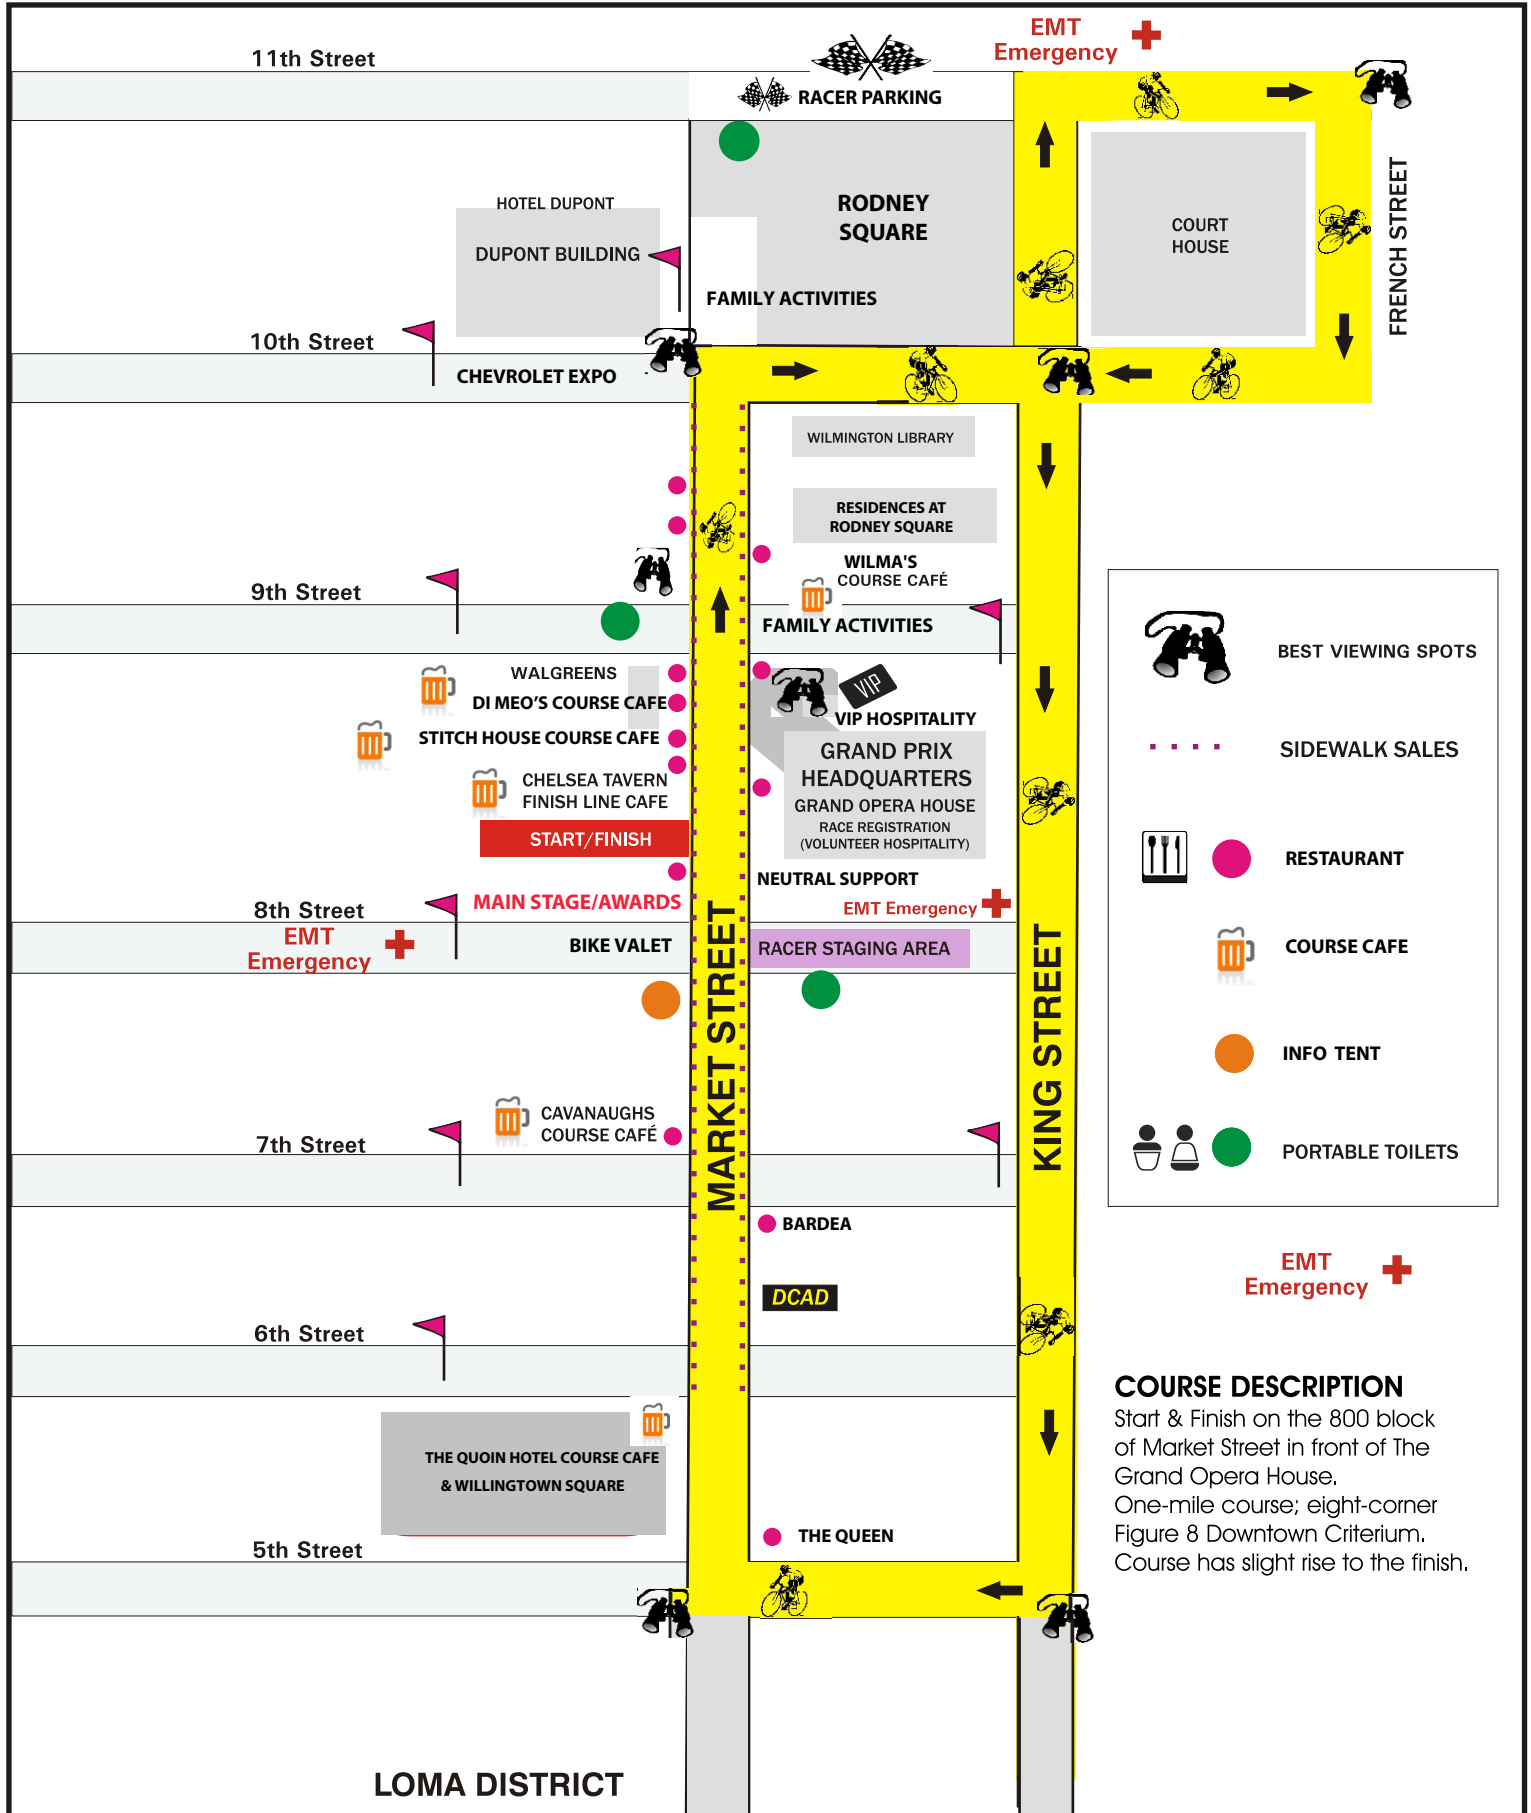 EMT
Emergency
11th Street
RACER PARKING
RODNEY
SQUARE
HOTEL DUPONT
DUPONT BUILDING
COURT
HOUSE
FRENCH STREET
FAMILY ACTIVITIES
10th Street
CHEVROLET EXPO
WILMINGTON LIBRARY
RESIDENCES AT
RODNEY SQUARE
WILMA'S
COURSE CAFÉ
9th Street
FAMILY ACTIVITIES
WALGREENS
DI MEO'S COURSE CAFE
VIP
VIP HOSPITALITY
STITCH HOUSE COURSE CAFE
GRAND PRIX
HEADQUARTERS
GRAND OPERA HOUSE
RACE REGISTRATION
(VOLUNTEER HOSPITALITY)
CHELSEA TAVERN
FINISH LINE CAFE
START/FINISH
NEUTRAL SUPPORT
MAIN STAGE/AWARDS
EMT Emergency
8th Street
EMT
Emergency
BIKE VALET
RACER STAGING AREA
MARKET STREET
KING STREET
CAVANAUGHS
COURSE CAFÉ
7th Street
BARDEA
DCAD
6th Street
THE QUOIN HOTEL COURSE CAFE
& WILLINGTOWN SQUARE
THE QUEEN
5th Street
LOMA DISTRICT
BEST VIEWING SPOTS
SIDEWALK SALES
RESTAURANT
COURSE CAFE
INFO TENT
PORTABLE TOILETS
EMT
Emergency
COURSE DESCRIPTION
Start & Finish on the 800 block
of Market Street in front of The
Grand Opera House.
One-mile course; eight-corner
Figure 8 Downtown Criterium.
Course has slight rise to the finish.